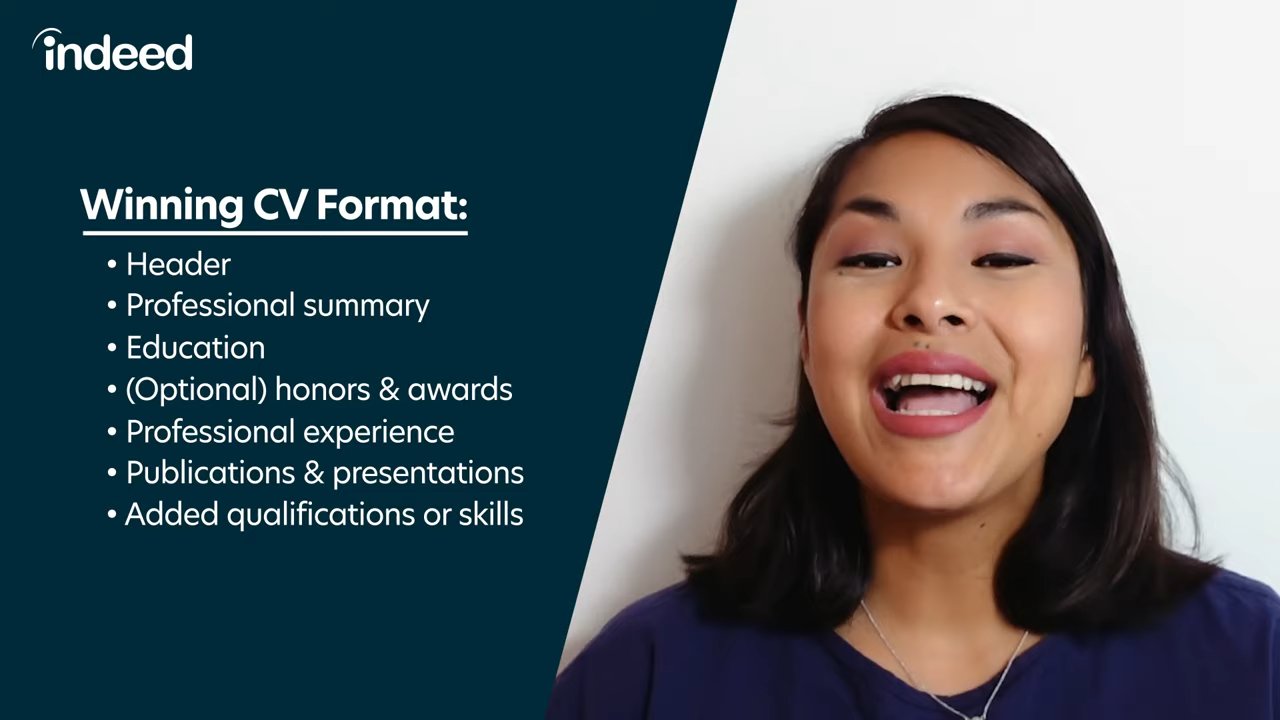 indeed
Winning CV Format:
• Header
• Professional summary
• Education
• (Optional) honors & awards
• Professional experience
• Publications & presentations
• Added qualifications or skills